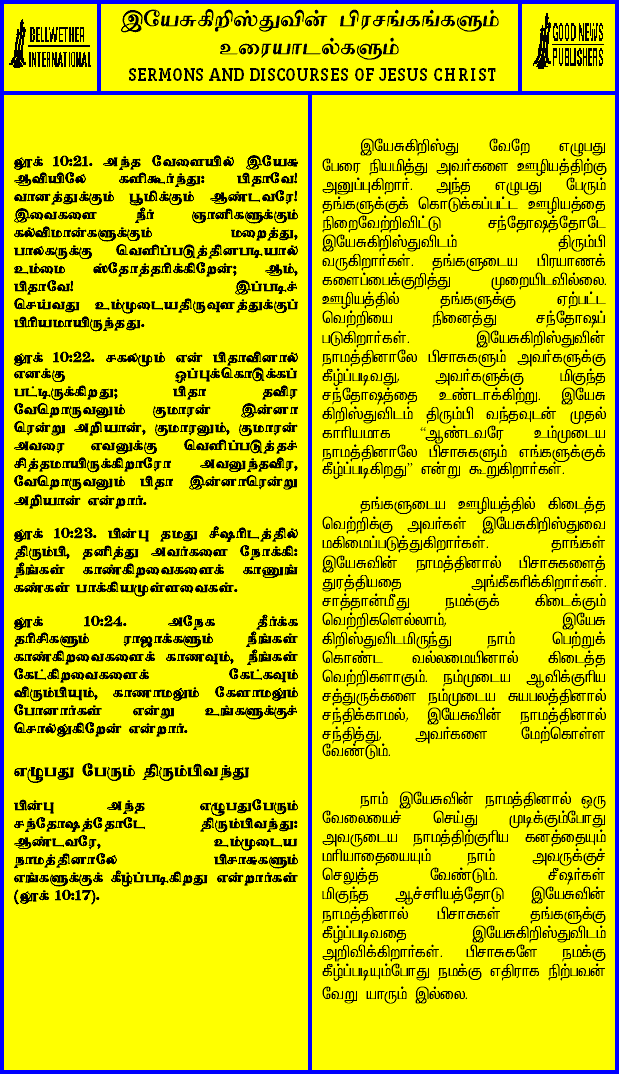 BELLWETHER
INTERNATIONAL
இயேசுகிறிஸ்துவின் பிரசங்கங்களும்
உரையாடல்களும்
SERMONS AND DISCOURSES OF JESUS CHRIST
GOOD NEWS
PUBLISHERS
லூக் 10:21. அந்த வேளையில் இயேசு
ஆவியிலே களிகூர்ந்து: பிதாவே!
வானத்துக்கும் பூமிக்கும் ஆண்டவரே!
இவைகளை நீர் ஞானிகளுக்கும்
கல்விமான்களுக்கும் மறைத்து,
பாலகருக்கு வெளிப்படுத்தினபடியால்
உம்மை ஸ்தோத்தரிக்கிறேன்; ஆம்,
பிதாவே! இப்படிச்
செய்வது உம்முடையதிருவுளத்துக்குப்
பிரியமாயிருந்தது.
லூக் 10:22. சகலமும் என் பிதாவினால்
எனக்கு ஒப்புக்கொடுக்கப்
பட்டிருக்கிறது; பிதா தவிர
வேறொருவனும் குமாரன் இன்னா
ரென்று அறியான், குமாரனும், குமாரன்
அவரை எவனுக்கு வெளிப்படுத்தச்
சித்தமாயிருக்கிறாரோ அவனுந்தவிர,
வேறொருவனும் பிதா இன்னாரென்று
அறியான் என்றார்.
லூக் 10:23. பின்பு தமது சீஷரிடத்தில்
திரும்பி, தனித்து அவர்களை நோக்கி:
நீங்கள் காண்கிறவைகளைக் காணுங்
கண்கள் பாக்கியமுள்ளவைகள்.
லூக் 10:24. அநேக தீர்க்க
தரிசிகளும் ராஜாக்களும் நீங்கள்
காண்கிறவைகளைக் காணவும், நீங்கள்
கேட்கிறவைகளைக் கேட்கவும்
விரும்பியும், காணாமலும் கேளாமலும்
போனார்கள் என்று உங்களுக்குச்
சொல்லுகிறேன் என்றார்.
எழுபது பேரும் திரும்பிவந்து
பின்பு அந்த எழுபதுபேரும்
சந்தோஷத்தோடே திரும்பிவந்து:
ஆண்டவரே, உம்முடைய
நாமத்தினாலே பிசாசுகளும்
எங்களுக்குக் கீழ்ப்படிகிறது என்றார்கள்
(லூக் 10:17).
இயேசுகிறிஸ்து வேறே எழுபது
பேரை நியமித்து அவர்களை ஊழியத்திற்கு
அனுப்புகிறார். அந்த எழுபது பேரும்
தங்களுக்குக் கொடுக்கப்பட்ட ஊழியத்தை
நிறைவேற்றிவிட்டு சந்தோஷத்தோடே
இயேசுகிறிஸ்துவிடம் திரும்பி
வருகிறார்கள். தங்களுடைய பிரயாணக்
களைப்பைக்குறித்து முறையிடவில்லை.
ஊழியத்தில் தங்களுக்கு ஏற்பட்ட
வெற்றியை நினைத்து சந்தோஷப்
படுகிறார்கள். இயேசுகிறிஸ்துவின்
நாமத்தினாலே பிசாசுகளும் அவர்களுக்கு
கீழ்ப்படிவது, அவர்களுக்கு மிகுந்த
சந்தோஷத்தை உண்டாக்கிற்று. இயேசு
கிறிஸ்துவிடம் திரும்பி வந்தவுடன் முதல்
காரியமாக “ஆண்டவரே உம்முடைய
நாமத்தினாலே பிசாசுகளும் எங்களுக்குக்
கீழ்ப்படிகிறது” என்று கூறுகிறார்கள்.
தங்களுடைய ஊழியத்தில் கிடைத்த
வெற்றிக்கு அவர்கள் இயேசுகிறிஸ்துவை
மகிமைப்படுத்துகிறார்கள். தாங்கள்
இயேசுவின் நாமத்தினால் பிசாசுகளைத்
துரத்தியதை அங்கீகரிக்கிறார்கள்.
சாத்தான்மீது நமக்குக் கிடைக்கும்
வெற்றிகளெல்லாம், இயேசு
கிறிஸ்துவிடமிருந்து நாம் பெற்றுக்
கொண்ட வல்லமையினால் கிடைத்த
வெற்றிகளாகும். நம்முடைய ஆவிக்குரிய
சத்துருக்களை நம்முடைய சுயபலத்தினால்
சந்திக்காமல், இயேசுவின் நாமத்தினால்
சந்தித்து, அவர்களை மேற்கொள்ள
வேண்டும்.
நாம் இயேசுவின் நாமத்தினால் ஒரு
வேலையைச் செய்து முடிக்கும்போது
அவருடைய நாமத்திற்குரிய கனத்தையும்
மரியாதையையும் நாம் அவருக்குச்
செலுத்த வேண்டும். சீஷர்கள்
மிகுந்த ஆச்சரியத்தோடு இயேசுவின்
நாமத்தினால் பிசாசுகள் தங்களுக்கு
கீழ்ப்படிவதை இயேசுகிறிஸ்துவிடம்
அறிவிக்கிறார்கள். பிசாசுகளே நமக்கு
கீழ்ப்படியும்போது நமக்கு எதிராக நிற்பவன்
வேறு யாரும் இல்லை.